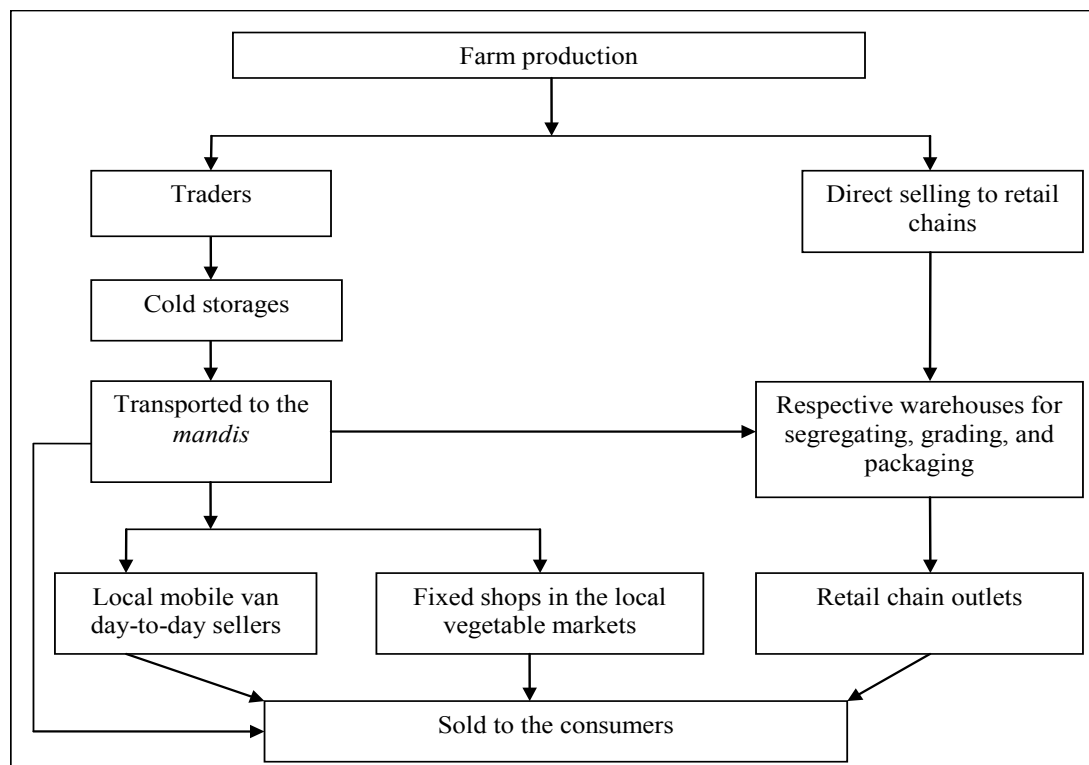 Farm production
Traders
Direct selling to retail
chains
Cold storages
Transported to the
mandis
Respective warehouses for
segregating, grading, and
packaging
Local mobile van
day-to-day sellers
Fixed shops in the local
vegetable markets
Retail chain outlets
Sold to the consumers